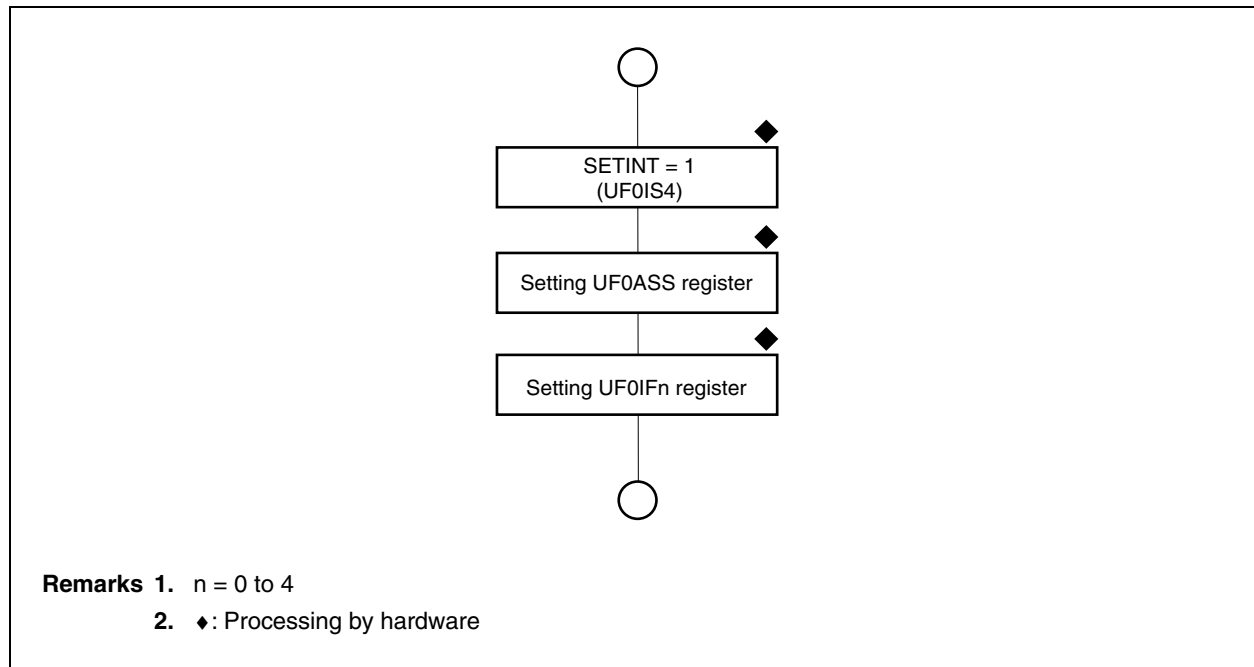 SETINT = 1
(UF0IS4)
Setting UF0ASS register
Setting UF0IFn register
Remarks 1. n = 0 to 4
2. ♦: Processing by hardware